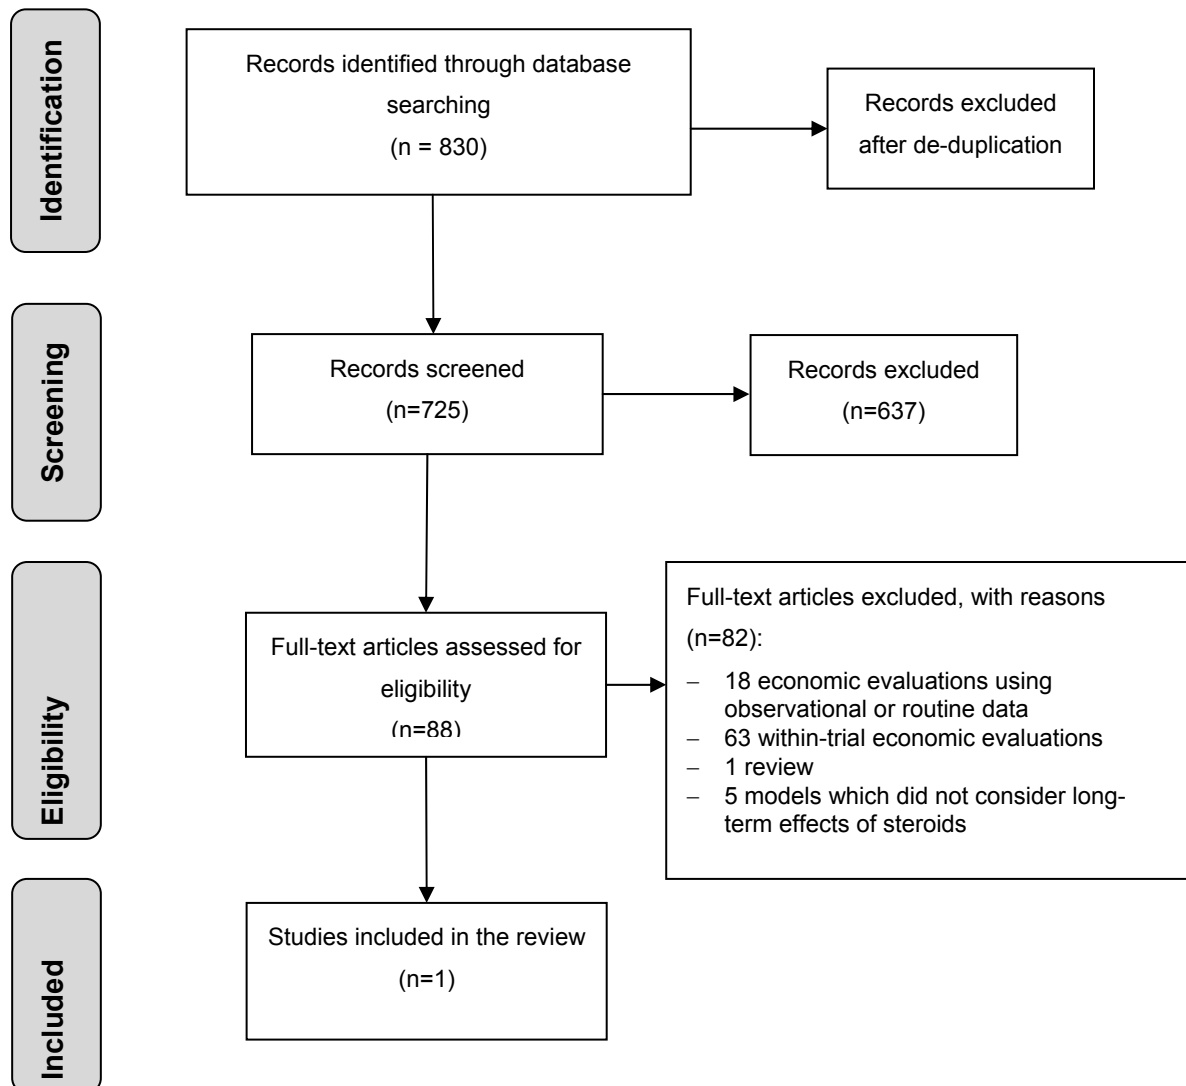 Identification
Records identified through database
searching
(n = 830)
Records excluded
after de-duplication
Screening
Records screened
(n=725)
Records excluded
(n=637)
Eligibility
Full-text articles assessed for
eligibility
(n=88)
Full-text articles excluded, with reasons
(n=82):
– 18 economic evaluations using
observational or routine data
– 63 within-trial economic evaluations
– 1 review
– 5 models which did not consider long-
term effects of steroids
Included
Studies included in the review
(n=1)